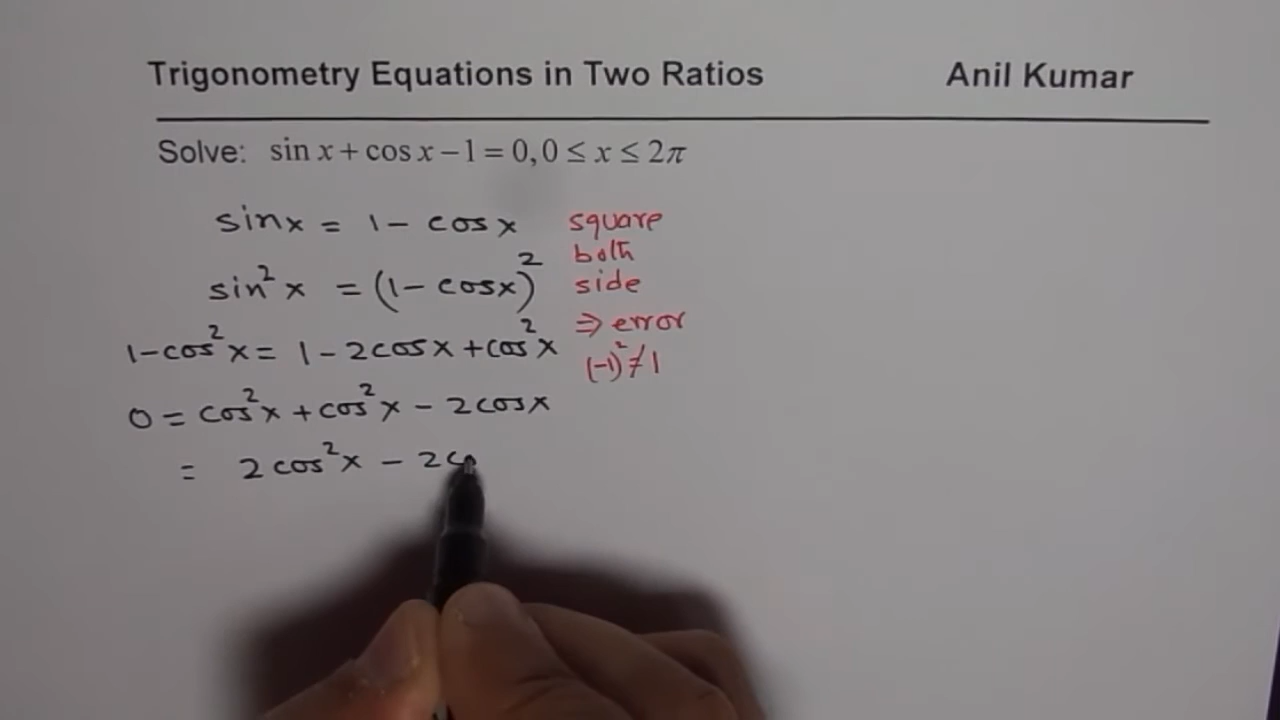 Trigonometry Equations in Two Ratios Anil Kumar
Solve: sin x + cos x − 1 = 0, 0 ≤ x ≤ 2π
sinx = 1 − cosx square
both
sin²x = (1 − cosx)² side
⇒ error
1−cos²x = 1 − 2cosx + cos²x
(−1)² ≠ 1
0 = cos²x + cos²x − 2cosx
= 2cos²x − 2c